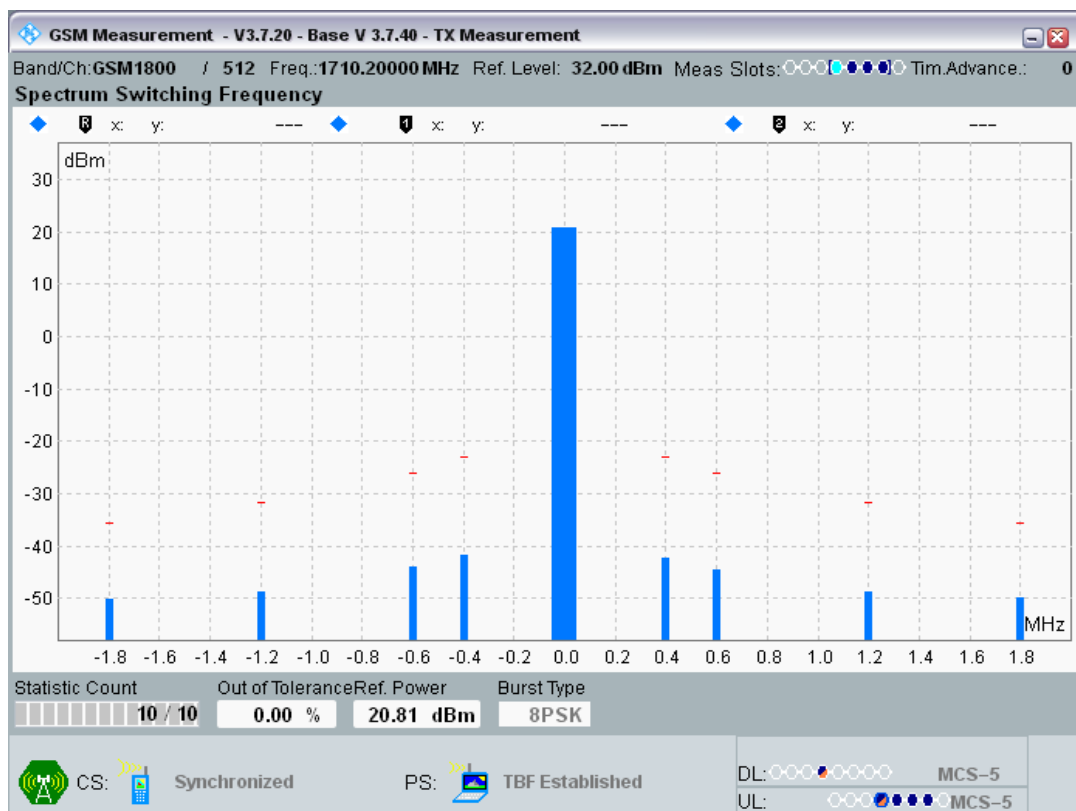 GSM Measurement - V3.7.20 - Base V 3.7.40 - TX Measurement
Band/Ch:GSM1800 / 512 Freq.:1710.20000 MHz Ref. Level: 32.00 dBm Meas Slots: Tim.Advance.: 0
Spectrum Switching Frequency
R x: y: --- 1 x: y: --- 2 x: y: ---
dBm
30
20
10
0
-10
-20
-30
-40
-50
MHz
-1.8 -1.6 -1.4 -1.2 -1.0 -0.8 -0.6 -0.4 -0.2 0.0 0.2 0.4 0.6 0.8 1.0 1.2 1.4 1.6 1.8
Statistic Count Out of Tolerance Ref. Power Burst Type
10 / 10 0.00 % 20.81 dBm 8PSK
CS: Synchronized PS: TBF Established DL: MCS-5
UL: MCS-5